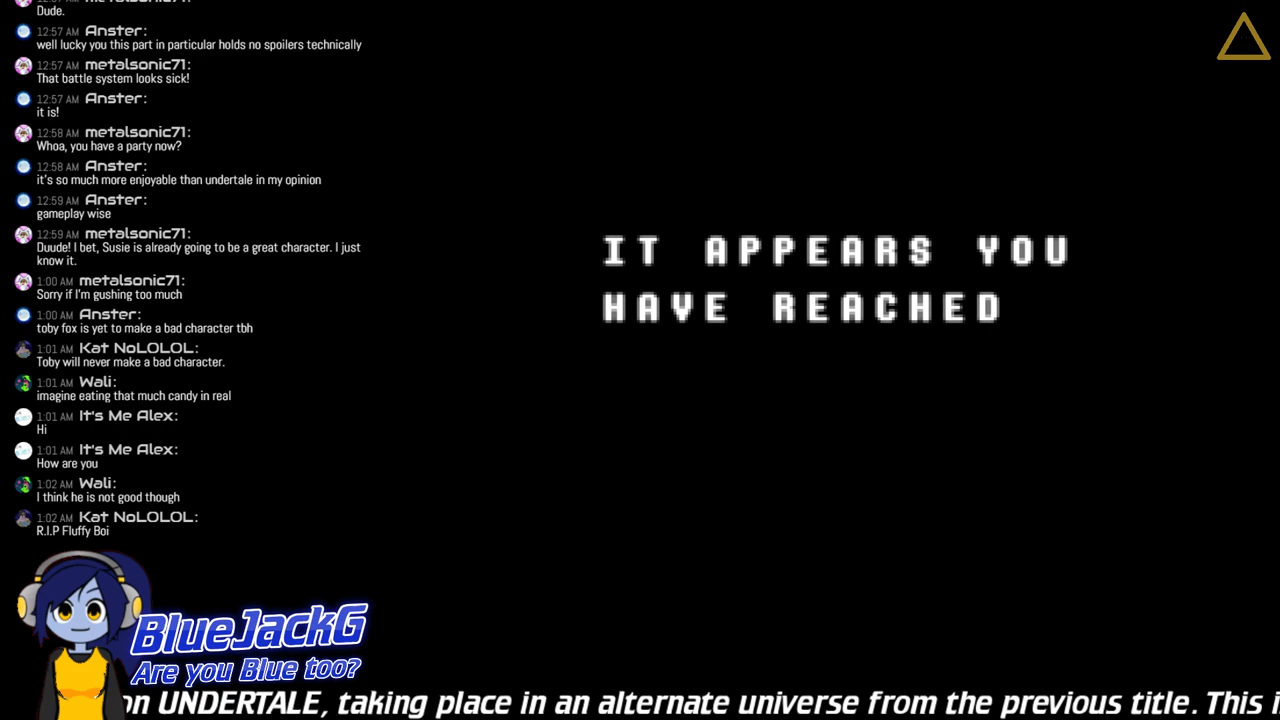 Dude.
12:57 AM Anster:
well lucky you this part in particular holds no spoilers technically
12:57 AM metalsonic71:
That battle system looks sick!
12:57 AM Anster:
it is!
12:58 AM metalsonic71:
Whoa, you have a party now?
12:58 AM Anster:
it's so much more enjoyable than undertale in my opinion
12:59 AM Anster:
gameplay wise
12:59 AM metalsonic71:
Duude! I bet, Susie is already going to be a great character. I just
know it.
1:00 AM metalsonic71:
Sorry if I'm gushing too much
1:00 AM Anster:
toby fox is yet to make a bad character tbh
1:01 AM Kat NoLOLOL:
Toby will never make a bad character.
1:01 AM Wali:
imagine eating that much candy in real
1:01 AM It's Me Alex:
Hi
1:01 AM It's Me Alex:
How are you
1:02 AM Wali:
I think he is not good though
1:02 AM Kat NoLOLOL:
R.I.P Fluffy Boi
IT APPEARS YOU
HAVE REACHED
BlueJackG
Are you Blue too?
on UNDERTALE, taking place in an alternate universe from the previous title. This i